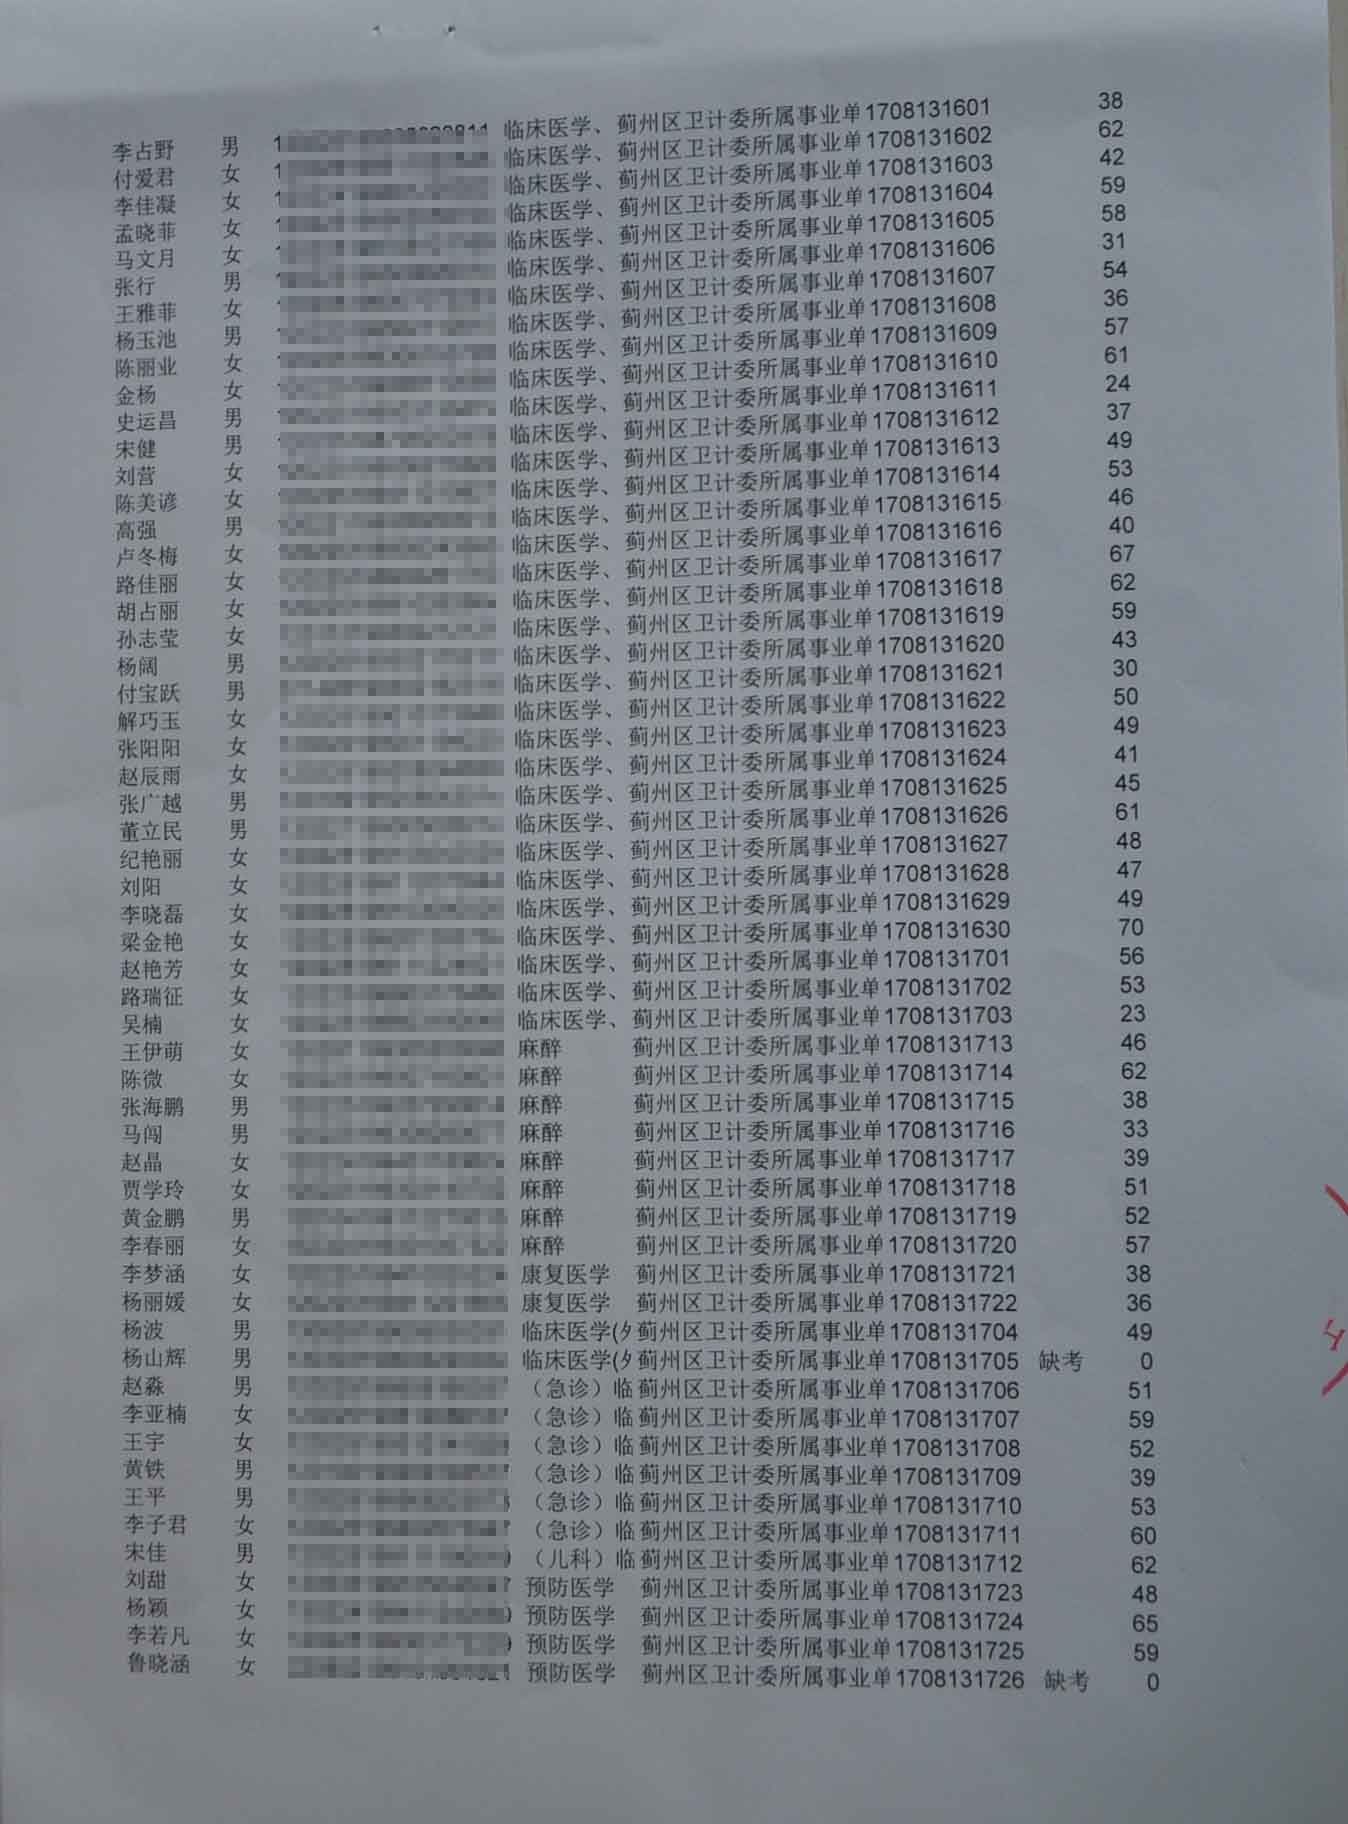 李占野 男 临床医学、蓟州区卫计委所属事业单1708131601 38
付爱君 女 临床医学、蓟州区卫计委所属事业单1708131602 62
李佳凝 女 临床医学、蓟州区卫计委所属事业单1708131603 42
孟晓菲 女 临床医学、蓟州区卫计委所属事业单1708131604 59
马文月 女 临床医学、蓟州区卫计委所属事业单1708131605 58
张行 男 临床医学、蓟州区卫计委所属事业单1708131606 31
王雅菲 女 临床医学、蓟州区卫计委所属事业单1708131607 54
杨玉池 男 临床医学、蓟州区卫计委所属事业单1708131608 36
陈丽业 女 临床医学、蓟州区卫计委所属事业单1708131609 57
金杨 女 临床医学、蓟州区卫计委所属事业单1708131610 61
史运昌 男 临床医学、蓟州区卫计委所属事业单1708131611 24
宋健 男 临床医学、蓟州区卫计委所属事业单1708131612 37
刘营 女 临床医学、蓟州区卫计委所属事业单1708131613 49
陈美谚 女 临床医学、蓟州区卫计委所属事业单1708131614 53
高强 男 临床医学、蓟州区卫计委所属事业单1708131615 46
卢冬梅 女 临床医学、蓟州区卫计委所属事业单1708131616 40
路佳丽 女 临床医学、蓟州区卫计委所属事业单1708131617 67
胡占丽 女 临床医学、蓟州区卫计委所属事业单1708131618 62
孙志莹 女 临床医学、蓟州区卫计委所属事业单1708131619 59
杨阔 男 临床医学、蓟州区卫计委所属事业单1708131620 43
付宝跃 男 临床医学、蓟州区卫计委所属事业单1708131621 30
解巧玉 女 临床医学、蓟州区卫计委所属事业单1708131622 50
张阳阳 女 临床医学、蓟州区卫计委所属事业单1708131623 49
赵辰雨 女 临床医学、蓟州区卫计委所属事业单1708131624 41
张广越 男 临床医学、蓟州区卫计委所属事业单1708131625 45
董立民 男 临床医学、蓟州区卫计委所属事业单1708131626 61
纪艳丽 女 临床医学、蓟州区卫计委所属事业单1708131627 48
刘阳 女 临床医学、蓟州区卫计委所属事业单1708131628 47
李晓磊 女 临床医学、蓟州区卫计委所属事业单1708131629 49
梁金艳 女 临床医学、蓟州区卫计委所属事业单1708131630 70
赵艳芳 女 临床医学、蓟州区卫计委所属事业单1708131701 56
路瑞征 女 临床医学、蓟州区卫计委所属事业单1708131702 53
吴楠 女 临床医学、蓟州区卫计委所属事业单1708131703 23
王伊萌 女 麻醉 蓟州区卫计委所属事业单1708131713 46
陈微 女 麻醉 蓟州区卫计委所属事业单1708131714 62
张海鹏 男 麻醉 蓟州区卫计委所属事业单1708131715 38
马闯 男 麻醉 蓟州区卫计委所属事业单1708131716 33
赵晶 女 麻醉 蓟州区卫计委所属事业单1708131717 39
贾学玲 女 麻醉 蓟州区卫计委所属事业单1708131718 51
黄金鹏 男 麻醉 蓟州区卫计委所属事业单1708131719 52
李春丽 女 麻醉 蓟州区卫计委所属事业单1708131720 57
李梦涵 女 康复医学 蓟州区卫计委所属事业单1708131721 38
杨丽媛 女 康复医学 蓟州区卫计委所属事业单1708131722 36
杨波 男 临床医学( 蓟州区卫计委所属事业单1708131704 49
杨山辉 男 临床医学( 蓟州区卫计委所属事业单1708131705 缺考 0
赵淼 男 （急诊）临 蓟州区卫计委所属事业单1708131706 51
李亚楠 女 （急诊）临 蓟州区卫计委所属事业单1708131707 59
王宇 女 （急诊）临 蓟州区卫计委所属事业单1708131708 52
黄铁 男 （急诊）临 蓟州区卫计委所属事业单1708131709 39
王平 男 （急诊）临 蓟州区卫计委所属事业单1708131710 53
李子君 女 （急诊）临 蓟州区卫计委所属事业单1708131711 60
宋佳 男 （儿科）临 蓟州区卫计委所属事业单1708131712 62
刘甜 女 预防医学 蓟州区卫计委所属事业单1708131723 48
杨颖 女 预防医学 蓟州区卫计委所属事业单1708131724 65
李若凡 女 预防医学 蓟州区卫计委所属事业单1708131725 59
鲁晓涵 女 预防医学 蓟州区卫计委所属事业单1708131726 缺考 0